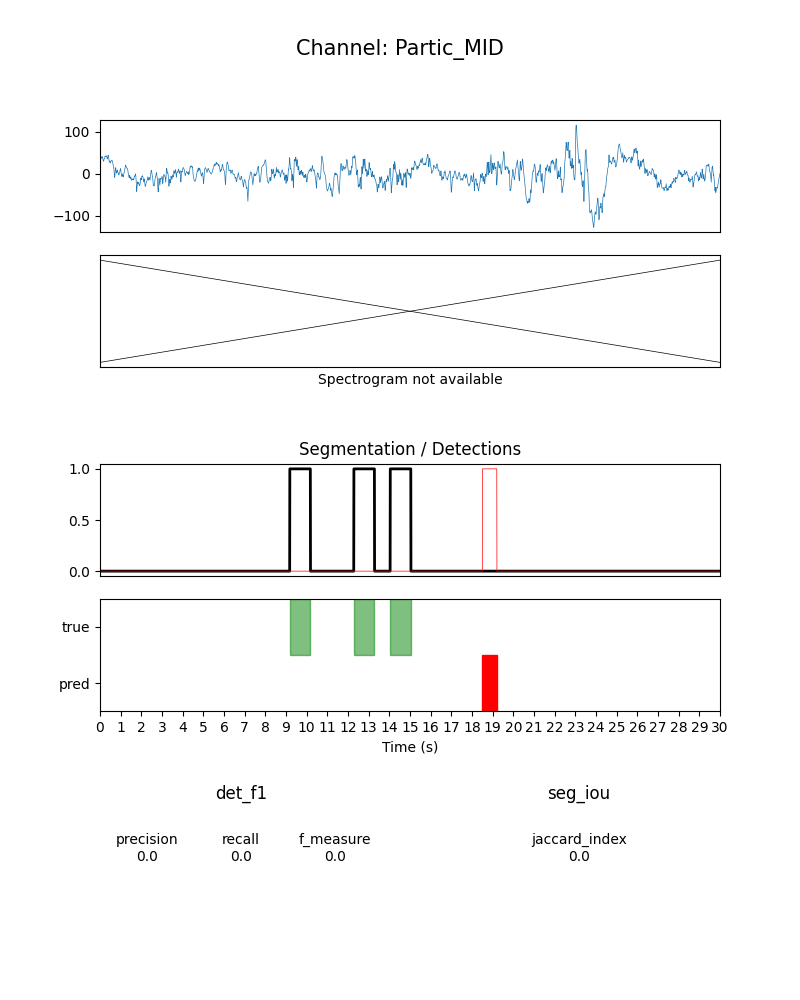 Channel: Partic_MID
100
0
−100
Spectrogram not available
Segmentation / Detections
1.0
0.5
0.0
true
pred
0 1 2 3 4 5 6 7 8 9 10 11 12 13 14 15 16 17 18 19 20 21 22 23 24 25 26 27 28 29 30
Time (s)
det_f1 seg_iou
precision recall f_measure jaccard_index
0.0 0.0 0.0 0.0